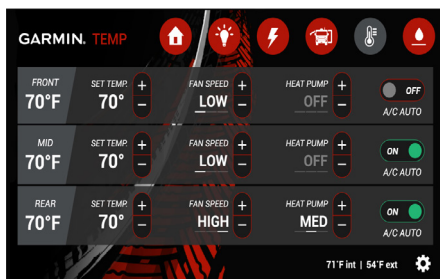 GARMIN. TEMP
FRONT
70°F
SET TEMP.
70°
+
−
FAN SPEED
LOW
+
−
HEAT PUMP
OFF
+
−
OFF
A/C AUTO
MID
70°F
SET TEMP.
70°
+
−
FAN SPEED
LOW
+
−
HEAT PUMP
OFF
+
−
ON
A/C AUTO
REAR
70°F
SET TEMP.
70°
+
−
FAN SPEED
HIGH
+
−
HEAT PUMP
MED
+
−
ON
A/C AUTO
71°F int | 54°F ext